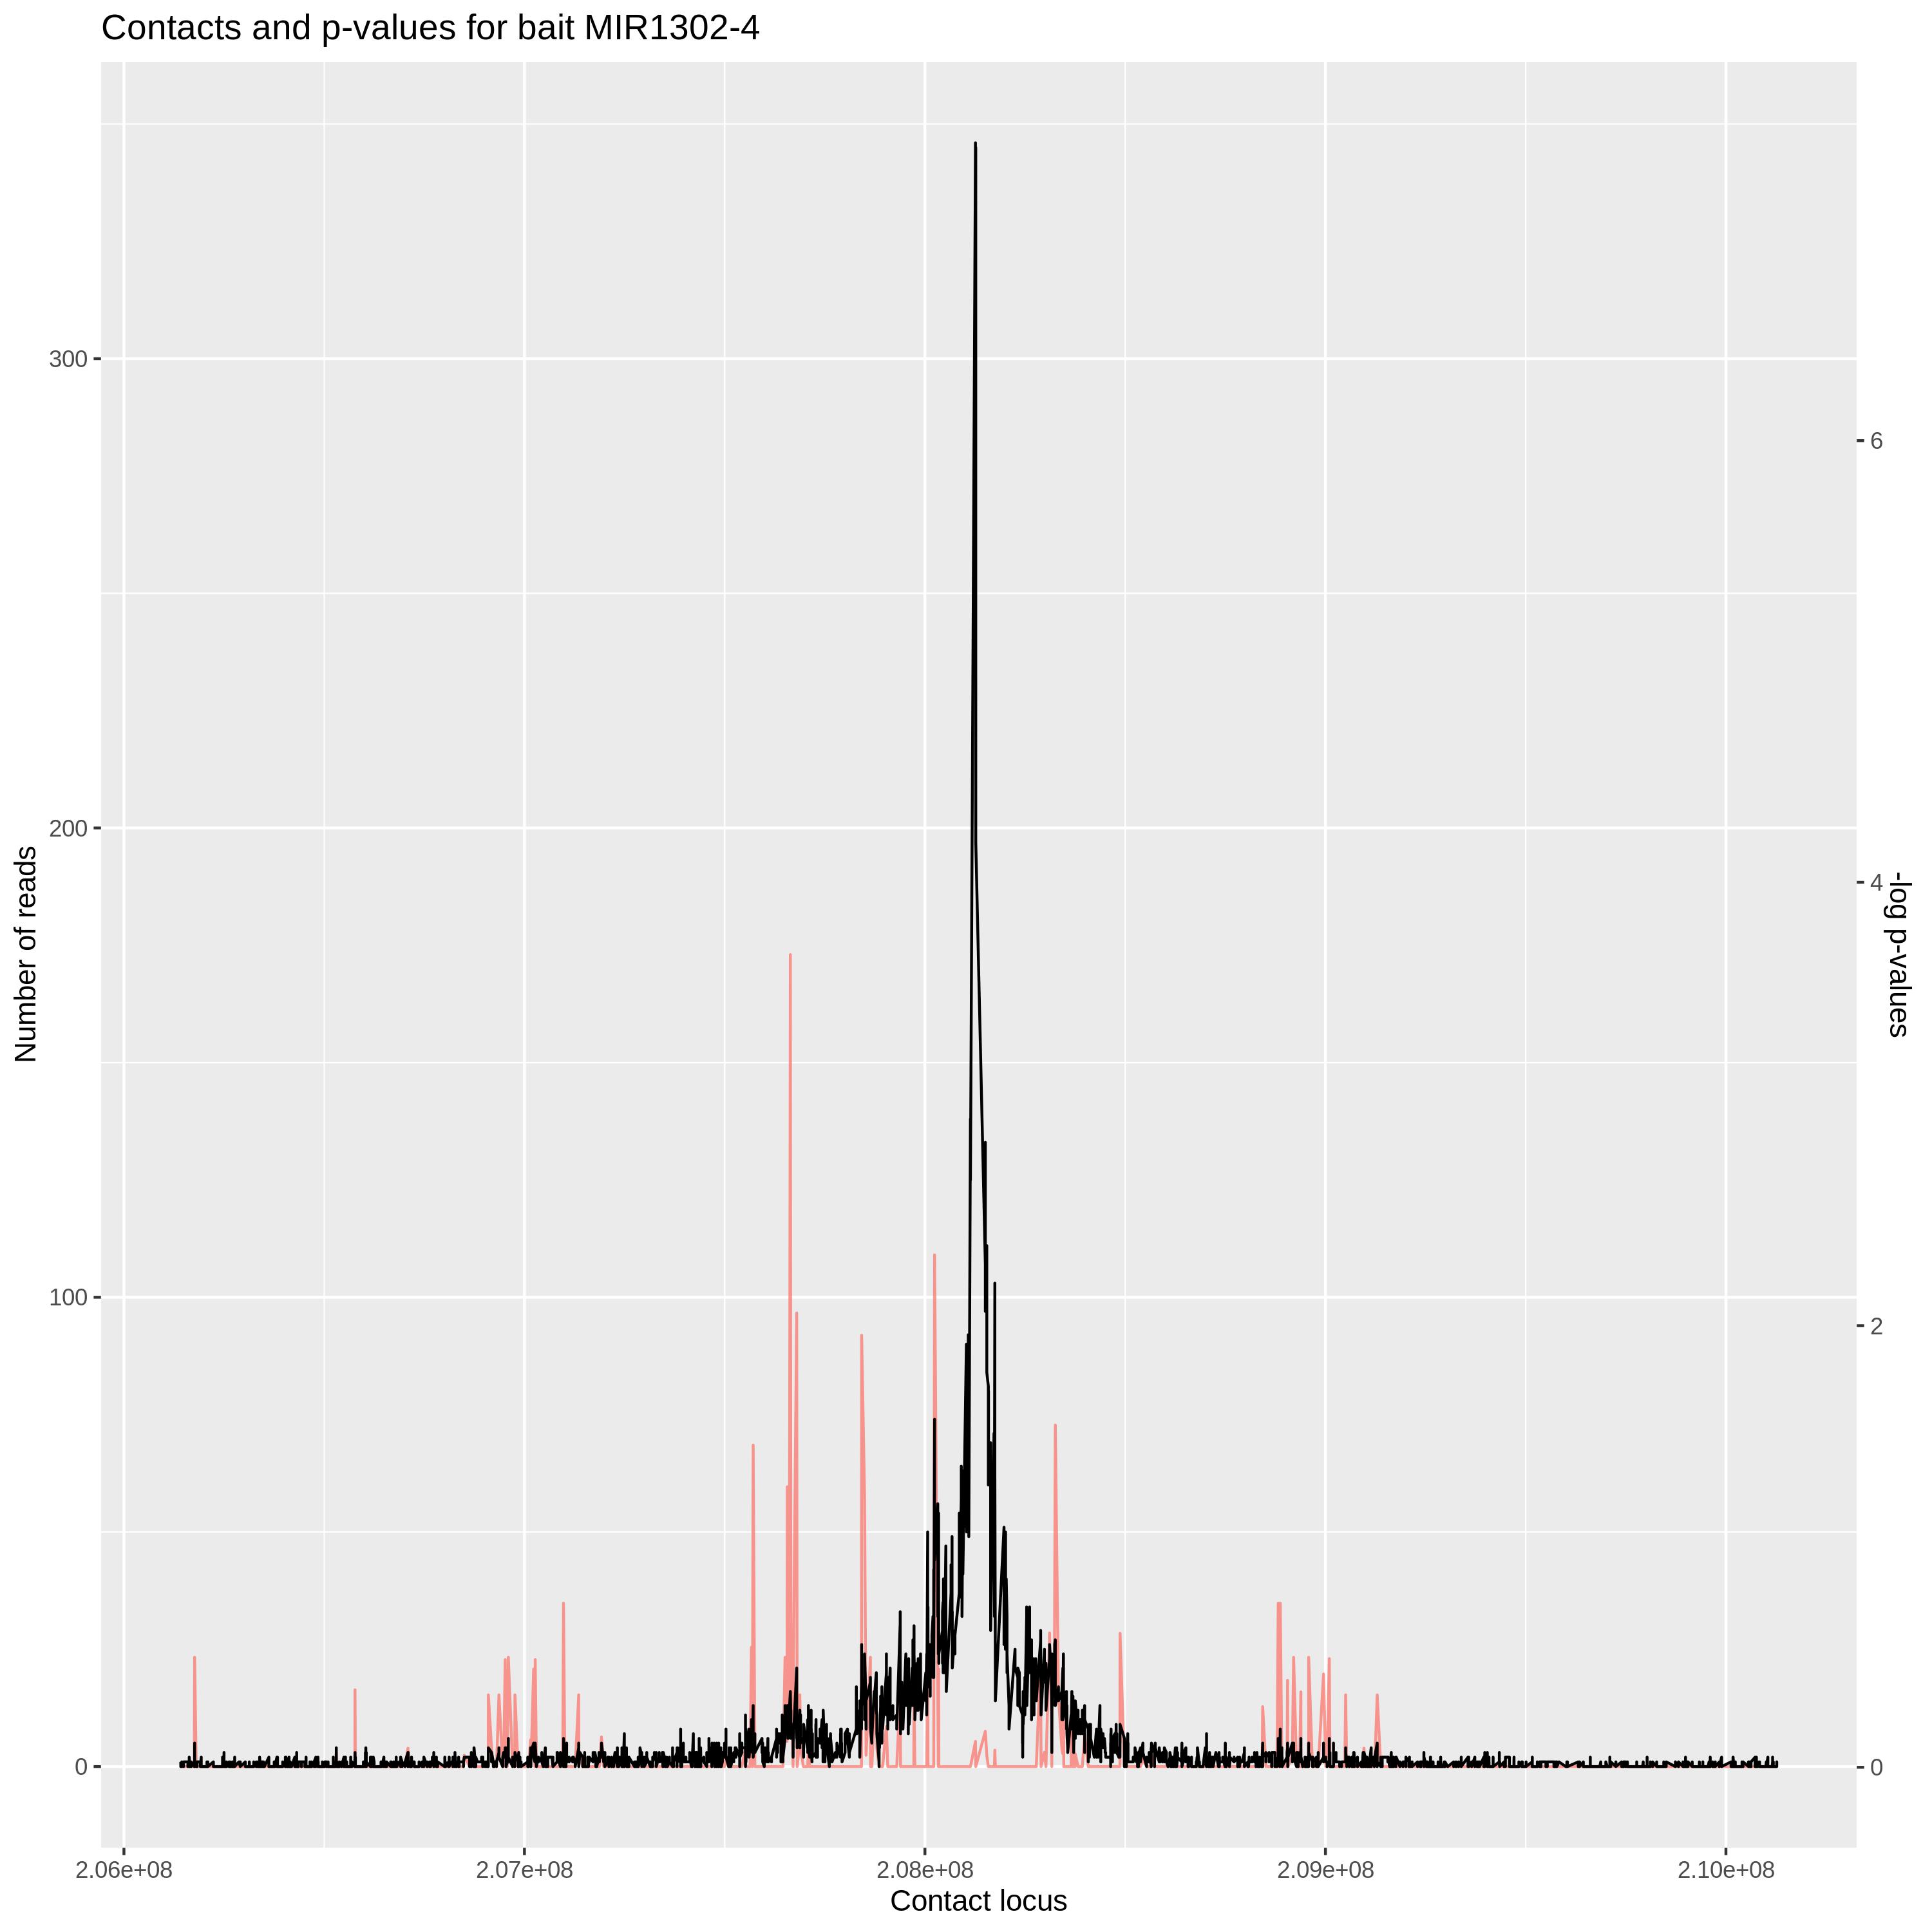 Contacts and p-values for bait MIR1302-4
300
200
100
0
Number of reads
6
4
2
0
-log p-values
2.06e+08
2.07e+08
2.08e+08
2.09e+08
2.10e+08
Contact locus